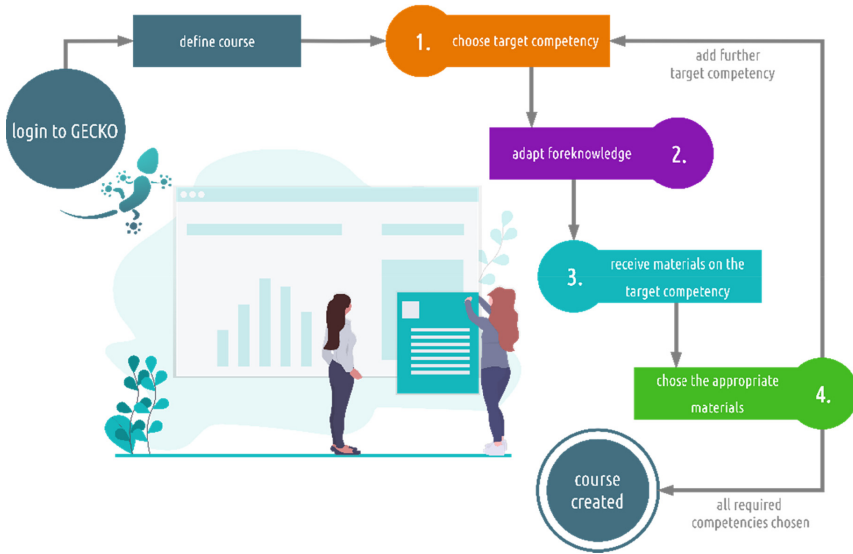 define course
1.
choose target competency
add further
target competency
login to GECKO
adapt foreknowledge
2.
3.
receive materials on the
target competency
chose the appropriate
materials
4.
course
created
all required
competencies chosen